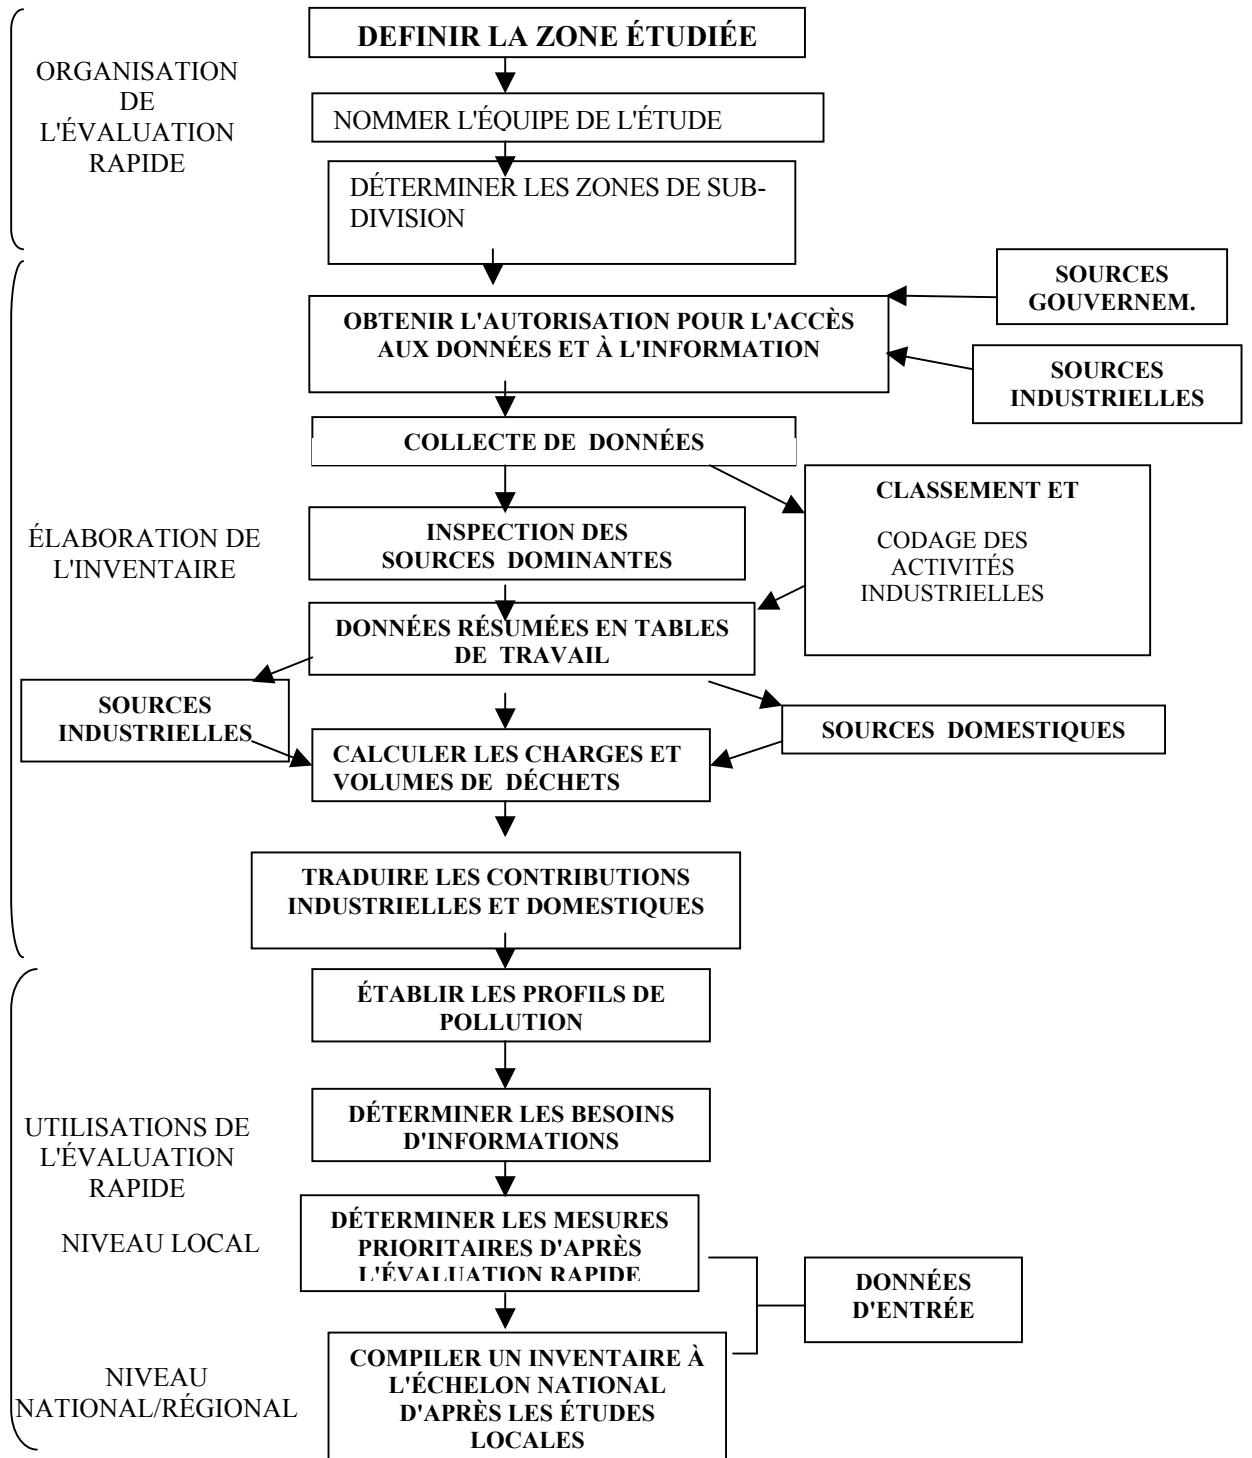 DEFINIR LA ZONE ÉTUDIÉE
ORGANISATION
DE
L'ÉVALUATION
RAPIDE
NOMMER L'ÉQUIPE DE L'ÉTUDE
DÉTERMINER LES ZONES DE SUB-
DIVISION
SOURCES
GOUVERNEM.
OBTENIR L'AUTORISATION POUR L'ACCÈS
AUX DONNÉES ET À L'INFORMATION
SOURCES
INDUSTRIELLES
COLLECTE DE DONNÉES
CLASSEMENT ET
CODAGE DES
ACTIVITÉS
INDUSTRIELLES
ÉLABORATION DE
L'INVENTAIRE
INSPECTION DES
SOURCES DOMINANTES
DONNÉES RÉSUMÉES EN TABLES
DE TRAVAIL
SOURCES
INDUSTRIELLES
SOURCES DOMESTIQUES
CALCULER LES CHARGES ET
VOLUMES DE DÉCHETS
TRADUIRE LES CONTRIBUTIONS
INDUSTRIELLES ET DOMESTIQUES
ÉTABLIR LES PROFILS DE
POLLUTION
DÉTERMINER LES BESOINS
D'INFORMATIONS
UTILISATIONS DE
L'ÉVALUATION
RAPIDE
NIVEAU LOCAL
DÉTERMINER LES MESURES
PRIORITAIRES D'APRÈS
L'ÉVALUATION RAPIDE
DONNÉES
D'ENTRÉE
NIVEAU
NATIONAL/RÉGIONAL
COMPILER UN INVENTAIRE À
L'ÉCHELON NATIONAL
D'APRÈS LES ÉTUDES
LOCALES